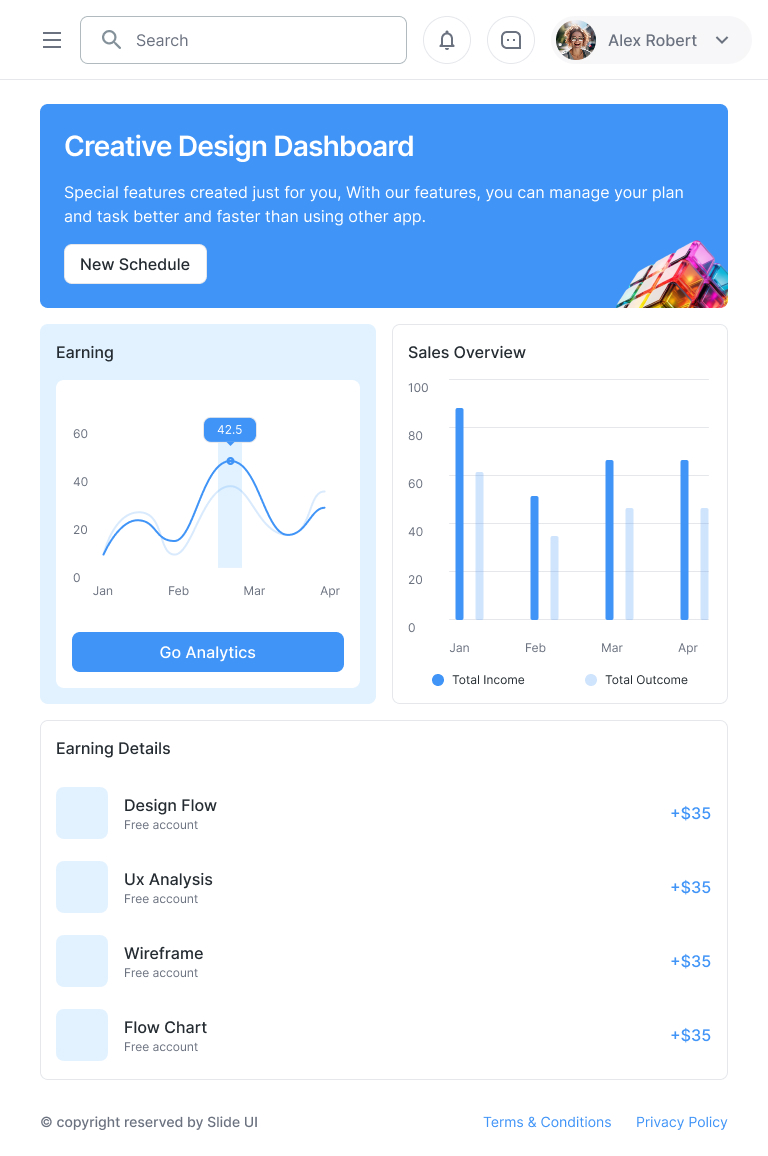 Search
Alex Robert
Creative Design Dashboard
Special features created just for you, With our features, you can manage your plan
and task better and faster than using other app.
New Schedule
Earning
42.5
60
40
20
0
Jan Feb Mar Apr
Go Analytics
Sales Overview
100
80
60
40
20
0
Jan Feb Mar Apr
Total Income Total Outcome
Earning Details
Design Flow
Free account
+$35
Ux Analysis
Free account
+$35
Wireframe
Free account
+$35
Flow Chart
Free account
+$35
© copyright reserved by Slide UI
Terms & Conditions Privacy Policy